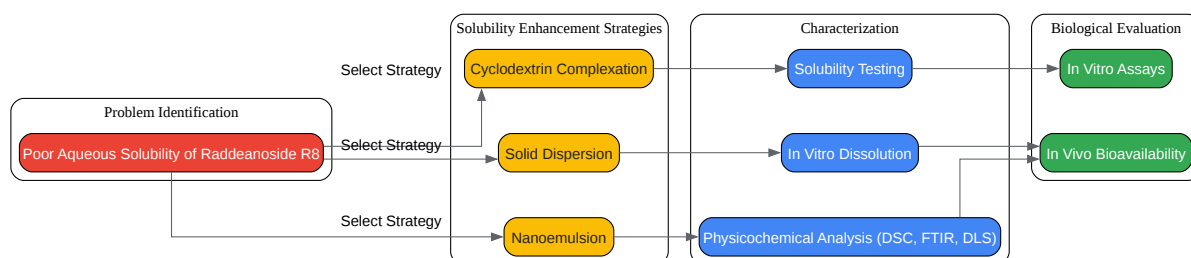 Solubility Enhancement Strategies
Characterization
Biological Evaluation
Select Strategy
Cyclodextrin Complexation
Solubility Testing
In Vitro Assays
Problem Identification
Poor Aqueous Solubility of Raddeanoside R8
Select Strategy
Solid Dispersion
In Vitro Dissolution
In Vivo Bioavailability
Select Strategy
Nanoemulsion
Physicochemical Analysis (DSC, FTIR, DLS)